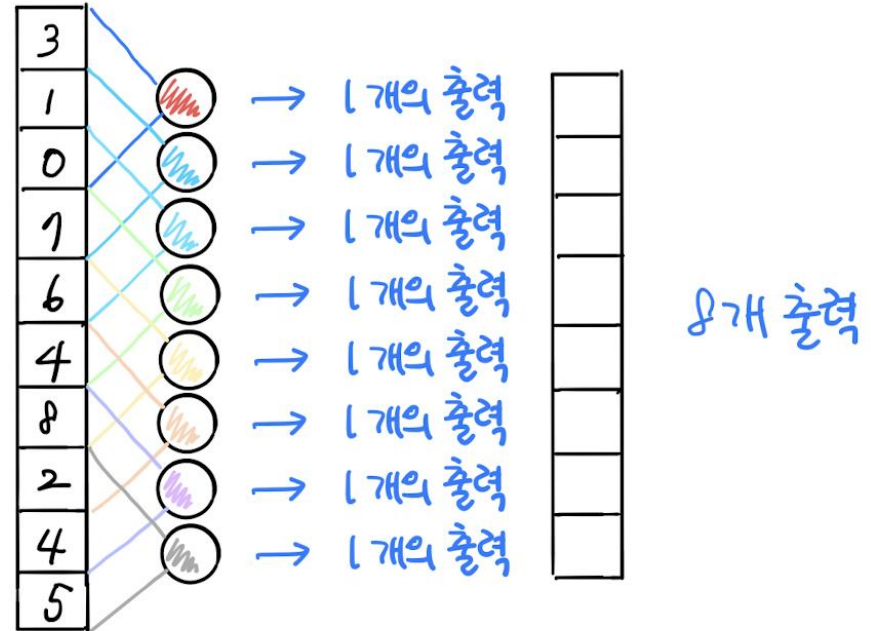 3
1
0
7
6
4
8
2
4
5
→ 1개의 출력
→ 1개의 출력
→ 1개의 출력
→ 1개의 출력
→ 1개의 출력
→ 1개의 출력
→ 1개의 출력
→ 1개의 출력
8개 출력